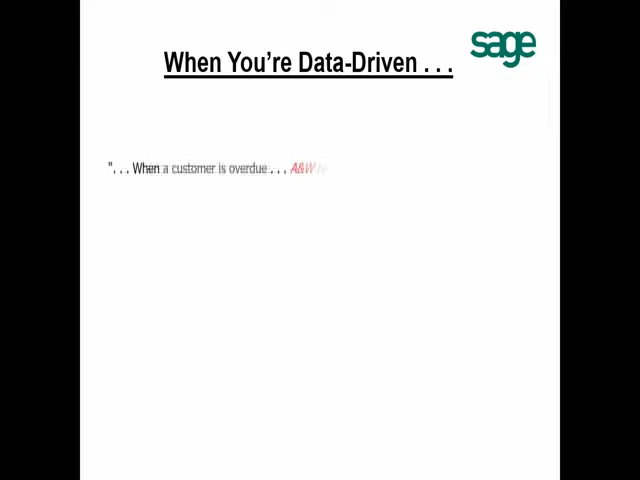 sage
When You're Data-Driven . . .
". . . When a customer is overdue . . . A&W